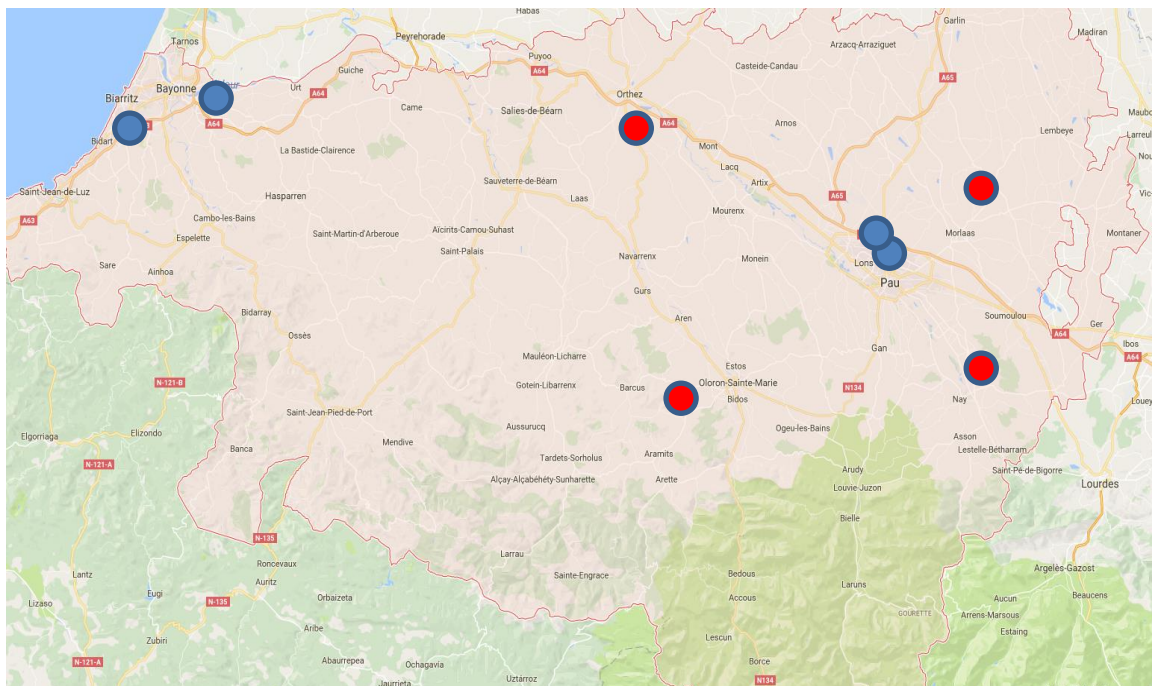 Habas
Garlin
Madiran
Tarnos
Peyrehorade
Arzacq-Arraziguet
Puyoo
Guiche
A64
Casteide-Candau
A65
Biarritz
Bayonne
Urt
A64
Orthez
Came
Salies-de-Béarn
A64
A64
Arnos
Lembeye
Bidart
Mont
La Bastide-Clairence
Lacq
Artix
Sauveterre-de-Béarn
Saint-Jean-de-Luz
Hasparren
Laas
A65
Mourenx
A63
Cambo-les-Bains
Espelette
Saint-Martin-d'Arberoue
Aïcirits-Camou-Suhast
Saint-Palais
Morlaas
Montaner
Navarrenx
Monein
Lons
Sare
Ainhoa
Pau
Gurs
Bidarray
Aren
Soumoulou
Ger
Ossès
A64
Ibos
Gan
A64
Mauléon-Licharre
Estos
N-121-B
Gotein-Libarrenx
Barcus
Oloron-Sainte-Marie
N134
Bidos
Nay
Saint-Jean-Pied-de-Port
Aussurucq
Ogeu-les-Bains
Elgorriaga
Elizondo
Banca
Mendive
Asson
Lestelle-Bétharram
Tardets-Sorholus
Aramits
N-121-A
Arudy
Saint-Pé-de-Bigorre
Alçay-Alçabéhéty-Sunharette
Arette
Louvie-Juzon
Lourdes
Bielle
N-135
Larrau
Roncevaux
Argelès-Gazost
Lantz
Auritz
Sainte-Engrace
Bedous
Laruns
Eugi
Lizaso
N-135
Orbaizeta
Accous
Aucun
Beaucens
GOURETTE
Arrens-Marsous
Zubiri
Aribe
Lescun
Estaing
N-121-A
Abaurrepea
Ochagavia
Borce
Jaurrieta
Uztárroz
N134